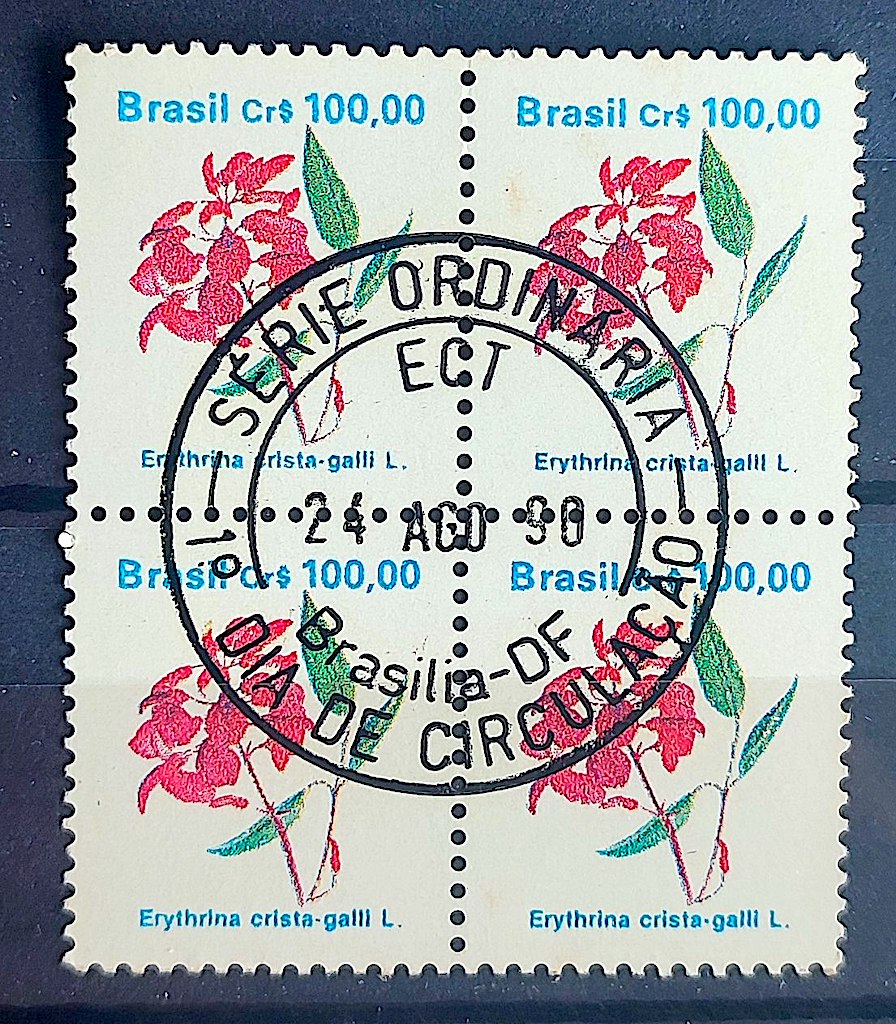 Brasil Cr$ 100,00
Brasil Cr$ 100,00
SÉRIE ORDINÁRIA
ECT
Erythrina crista-galli L.
Erythrina crista-galli L.
24 AGO 90
Brasil Cr$ 100,00
Brasil Cr$ 100,00
Brasilia-DF
1º DIA DE CIRCULAÇÃO
Erythrina crista-galli L.
Erythrina crista-galli L.